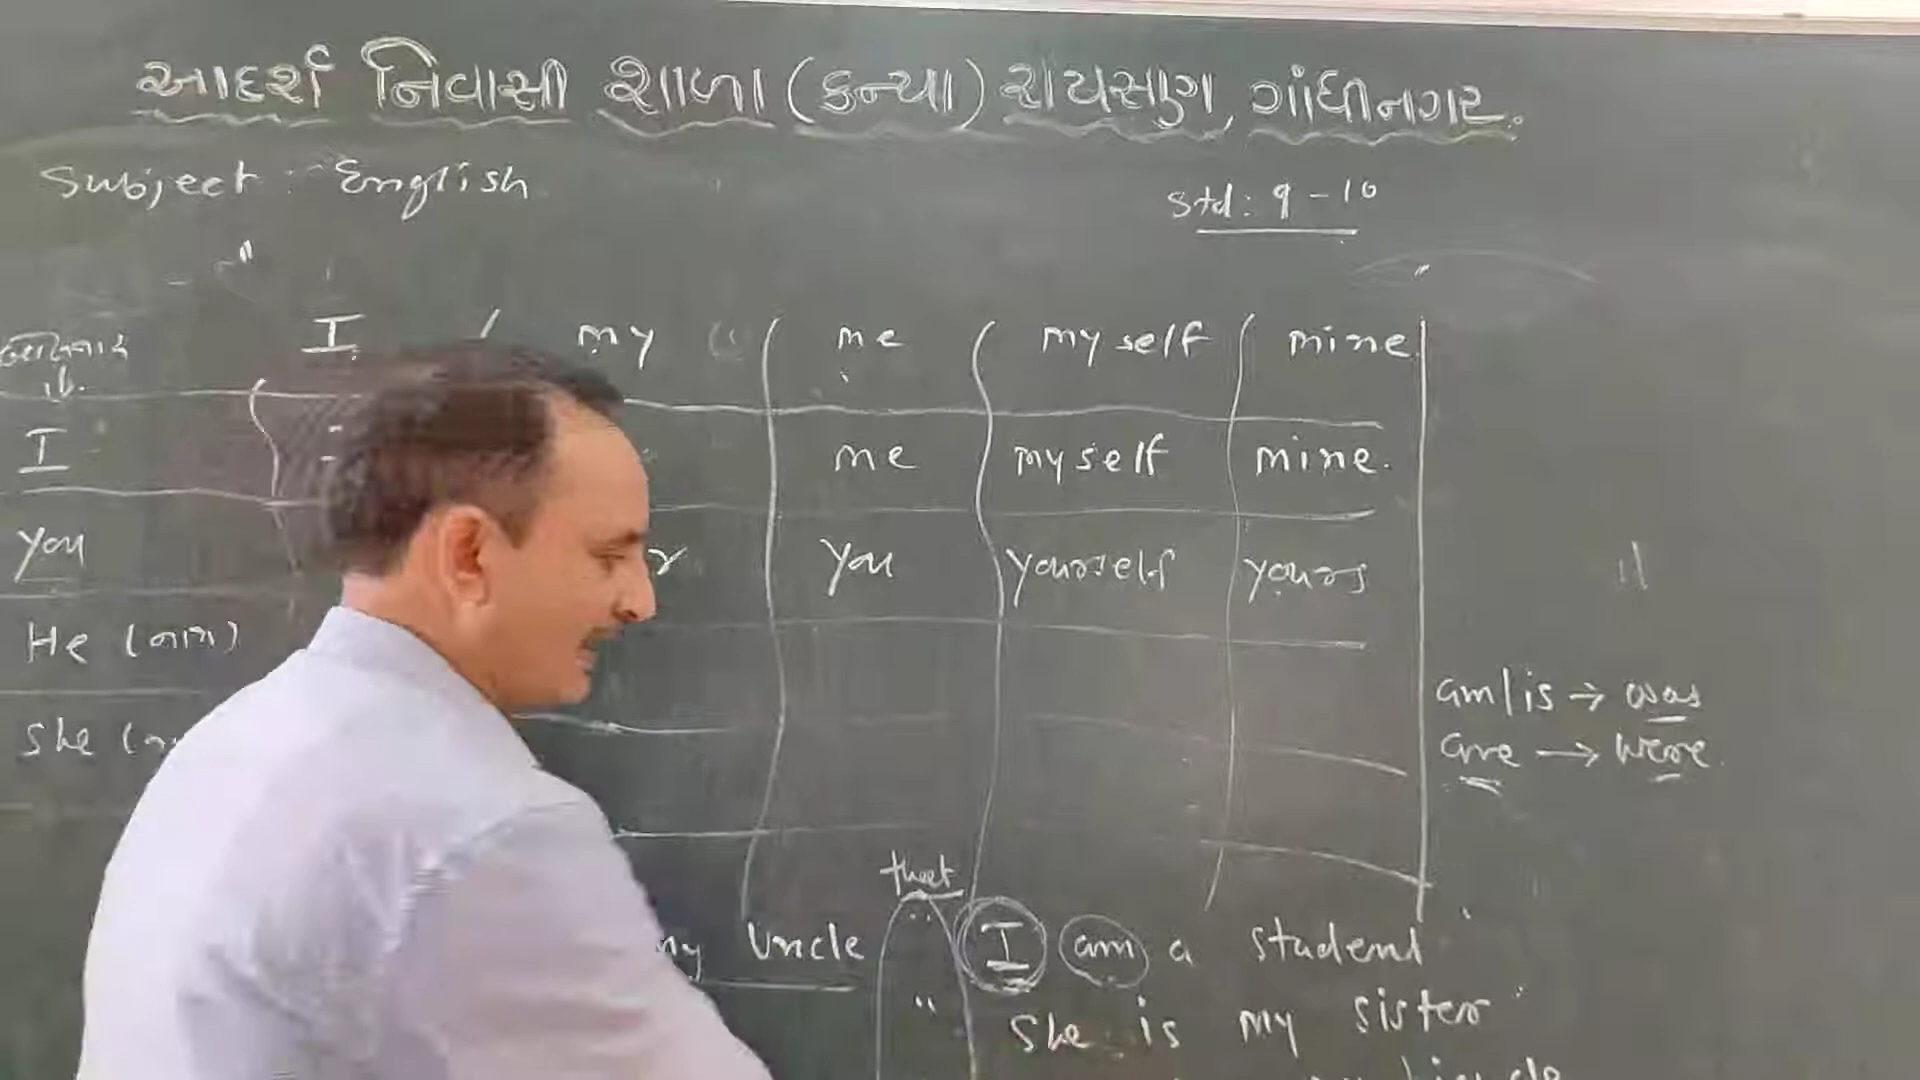 આદર્શ નિવાસી શાળા (કન્યા) રાયસણ, ગાંધીનગર.
Subject : English
Std: 9-10
I my me myself mine
I me myself mine.
you you yourself yours
He (નામ)
am/is → was
She
are → were
that
my Uncle " I am a student
" She is my sister